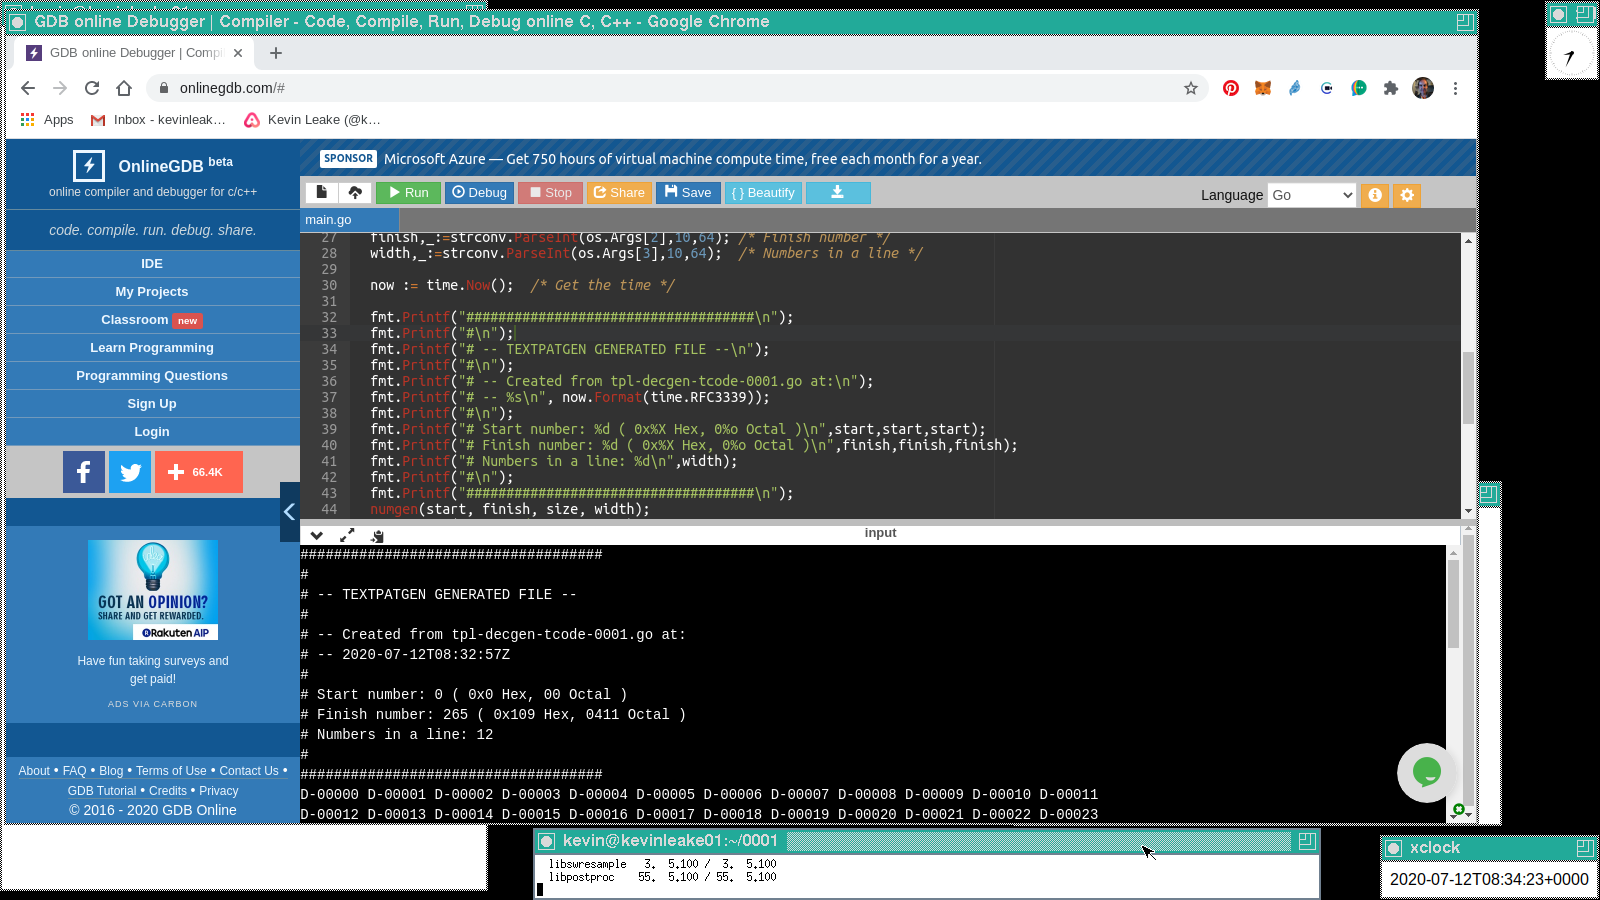 GDB online Debugger | Compiler - Code, Compile, Run, Debug online C, C++ - Google Chrome
GDB online Debugger | Compi
onlinegdb.com/#
Apps
Inbox - kevinleak…
Kevin Leake (@k…
OnlineGDB beta
online compiler and debugger for c/c++
code. compile. run. debug. share.
IDE
My Projects
Classroom new
Learn Programming
Programming Questions
Sign Up
Login
66.4K
GOT AN OPINION?
SHARE AND GET REWARDED.
Rakuten AIP
Have fun taking surveys and
get paid!
ADS VIA CARBON
About • FAQ • Blog • Terms of Use • Contact Us •
GDB Tutorial • Credits • Privacy
© 2016 - 2020 GDB Online
SPONSOR Microsoft Azure — Get 750 hours of virtual machine compute time, free each month for a year.
Run Debug Stop Share Save { } Beautify
Language Go
main.go
27 finish,_:=strconv.ParseInt(os.Args[2],10,64); /* Finish number */
28 width,_:=strconv.ParseInt(os.Args[3],10,64); /* Numbers in a line */
29
30 now := time.Now(); /* Get the time */
31
32 fmt.Printf("####################################\n");
33 fmt.Printf("#\n");
34 fmt.Printf("# -- TEXTPATGEN GENERATED FILE --\n");
35 fmt.Printf("#\n");
36 fmt.Printf("# -- Created from tpl-decgen-tcode-0001.go at:\n");
37 fmt.Printf("# -- %s\n", now.Format(time.RFC3339));
38 fmt.Printf("#\n");
39 fmt.Printf("# Start number: %d ( 0x%X Hex, 0%o Octal )\n",start,start,start);
40 fmt.Printf("# Finish number: %d ( 0x%X Hex, 0%o Octal )\n",finish,finish,finish);
41 fmt.Printf("# Numbers in a line: %d\n",width);
42 fmt.Printf("#\n");
43 fmt.Printf("####################################\n");
44 numgen(start, finish, size, width);
input
####################################
#
# -- TEXTPATGEN GENERATED FILE --
#
# -- Created from tpl-decgen-tcode-0001.go at:
# -- 2020-07-12T08:32:57Z
#
# Start number: 0 ( 0x0 Hex, 00 Octal )
# Finish number: 265 ( 0x109 Hex, 0411 Octal )
# Numbers in a line: 12
#
####################################
D-00000 D-00001 D-00002 D-00003 D-00004 D-00005 D-00006 D-00007 D-00008 D-00009 D-00010 D-00011
D-00012 D-00013 D-00014 D-00015 D-00016 D-00017 D-00018 D-00019 D-00020 D-00021 D-00022 D-00023
kevin@kevinleake01:~/0001
libswresample 3. 5.100 / 3. 5.100
libpostproc 55. 5.100 / 55. 5.100
xclock
2020-07-12T08:34:23+0000